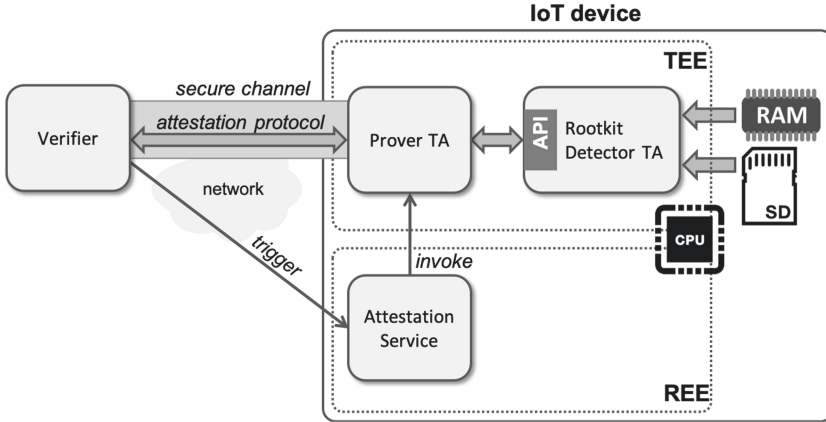 IoT device
TEE
secure channel
attestation protocol
Verifier
Prover TA
API
Rootkit
Detector TA
RAM
SD
network
trigger
invoke
CPU
Attestation
Service
REE